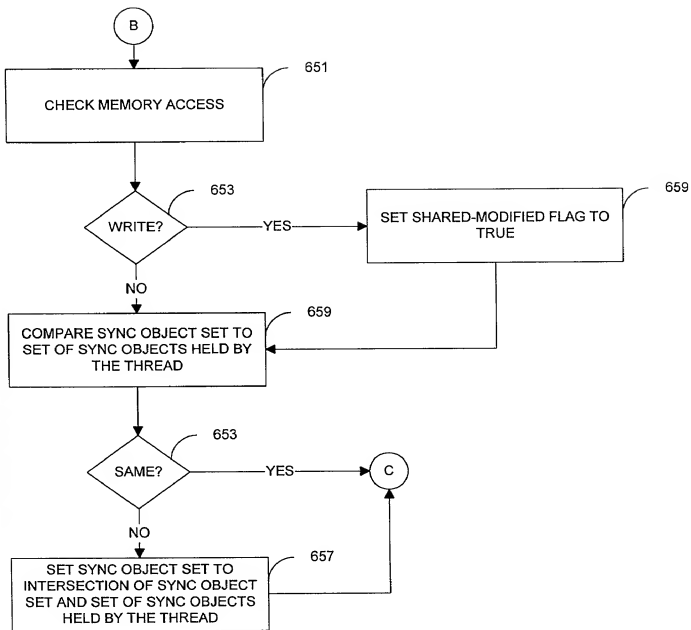 B
651
CHECK MEMORY ACCESS
653
659
WRITE?
YES
SET SHARED-MODIFIED FLAG TO
TRUE
NO
659
COMPARE SYNC OBJECT SET TO
SET OF SYNC OBJECTS HELD BY
THE THREAD
653
SAME?
YES
C
NO
657
SET SYNC OBJECT SET TO
INTERSECTION OF SYNC OBJECT
SET AND SET OF SYNC OBJECTS
HELD BY THE THREAD